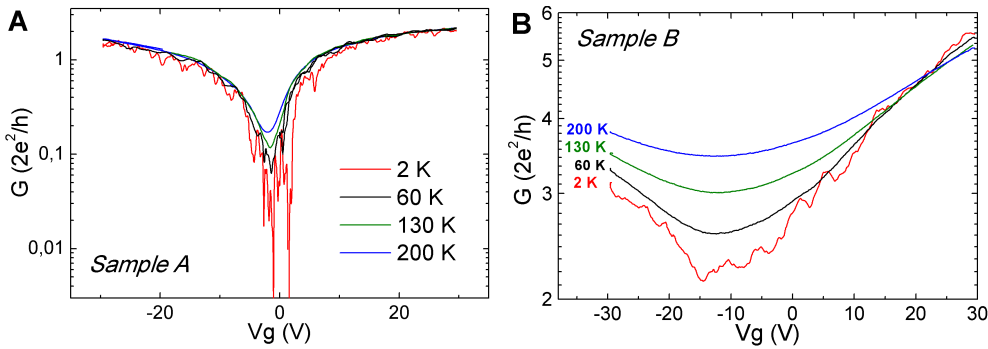 A
G (2e²/h)
1
0,1
0,01
2 K
60 K
130 K
200 K
Sample A
-20 0 20
Vg (V)
B
Sample B
G (2e²/h)
6
5
4
3
2
200 K
130 K
60 K
2 K
-30 -20 -10 0 10 20 30
Vg (V)